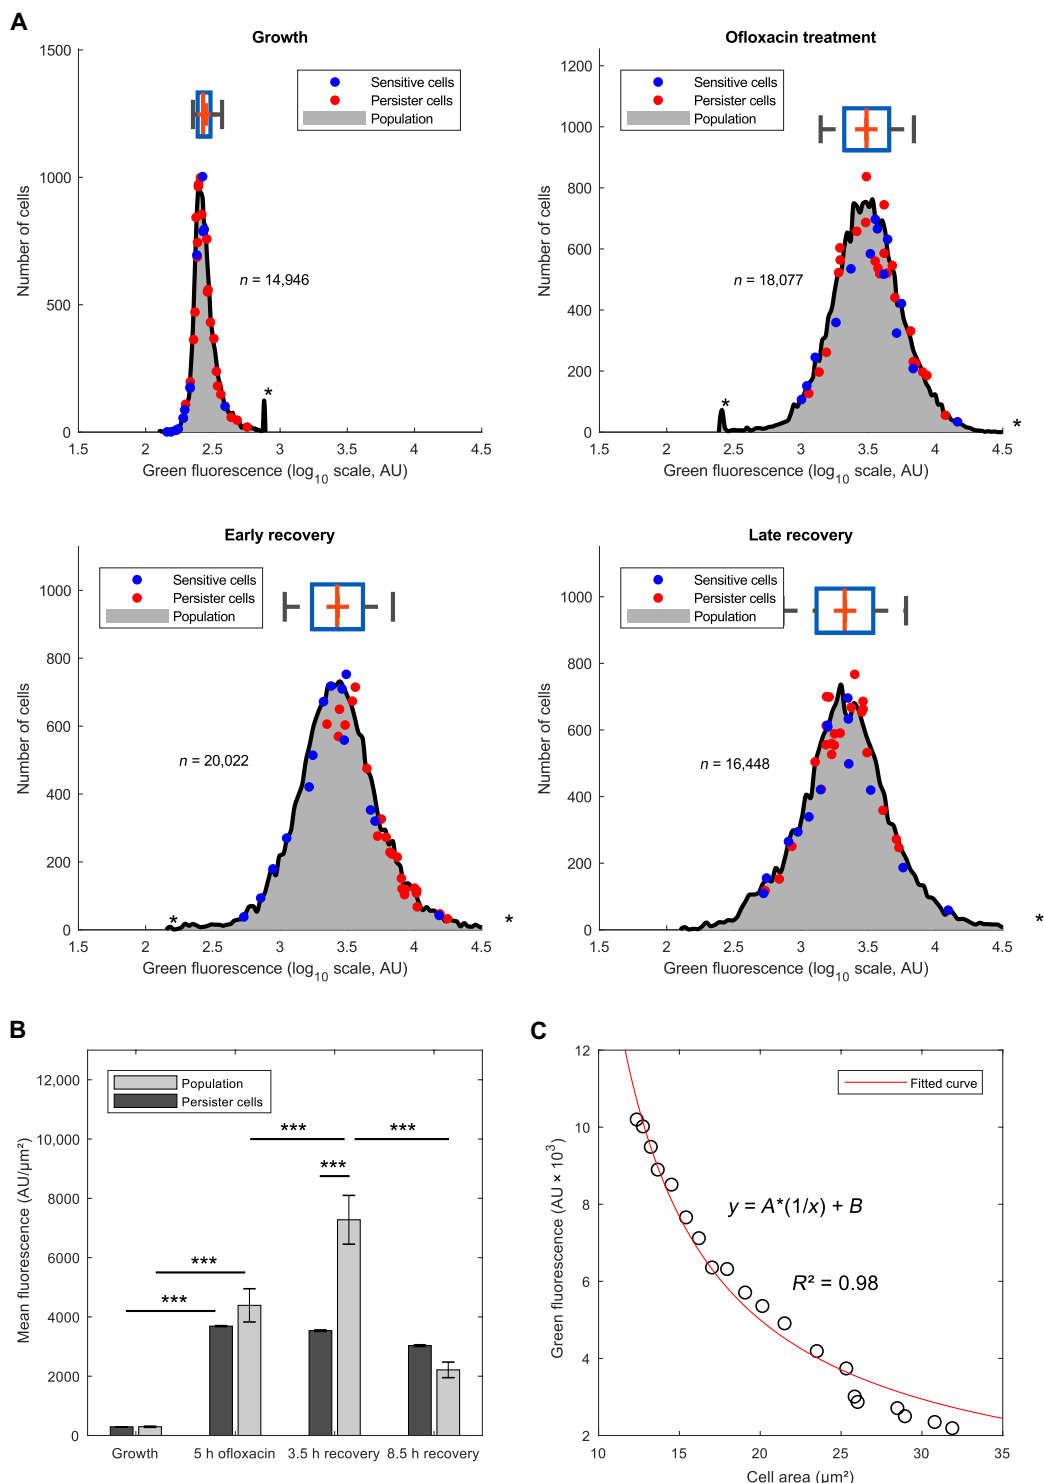 A
Growth
1500
1000
500
0
Number of cells
Sensitive cells
Persister cells
Population
n = 14,946
*
1.5 2 2.5 3 3.5 4 4.5
Green fluorescence (log10 scale, AU)
Ofloxacin treatment
1200
1000
800
600
400
200
0
Number of cells
Sensitive cells
Persister cells
Population
n = 18,077
*
*
1.5 2 2.5 3 3.5 4 4.5
Green fluorescence (log10 scale, AU)
Early recovery
1000
800
600
400
200
0
Number of cells
Sensitive cells
Persister cells
Population
n = 20,022
*
*
1.5 2 2.5 3 3.5 4 4.5
Green fluorescence (log10 scale, AU)
Late recovery
1000
800
600
400
200
0
Number of cells
Sensitive cells
Persister cells
Population
n = 16,448
*
1.5 2 2.5 3 3.5 4 4.5
Green fluorescence (log10 scale, AU)
B
12,000
10,000
8000
6000
4000
2000
0
Mean fluorescence (AU/µm²)
Population
Persister cells
***
***
***
***
***
Growth 5 h ofloxacin 3.5 h recovery 8.5 h recovery
C
12
10
8
6
4
2
Green fluorescence (AU × 10³)
Fitted curve
y = A*(1/x) + B
R² = 0.98
10 15 20 25 30 35
Cell area (µm²)